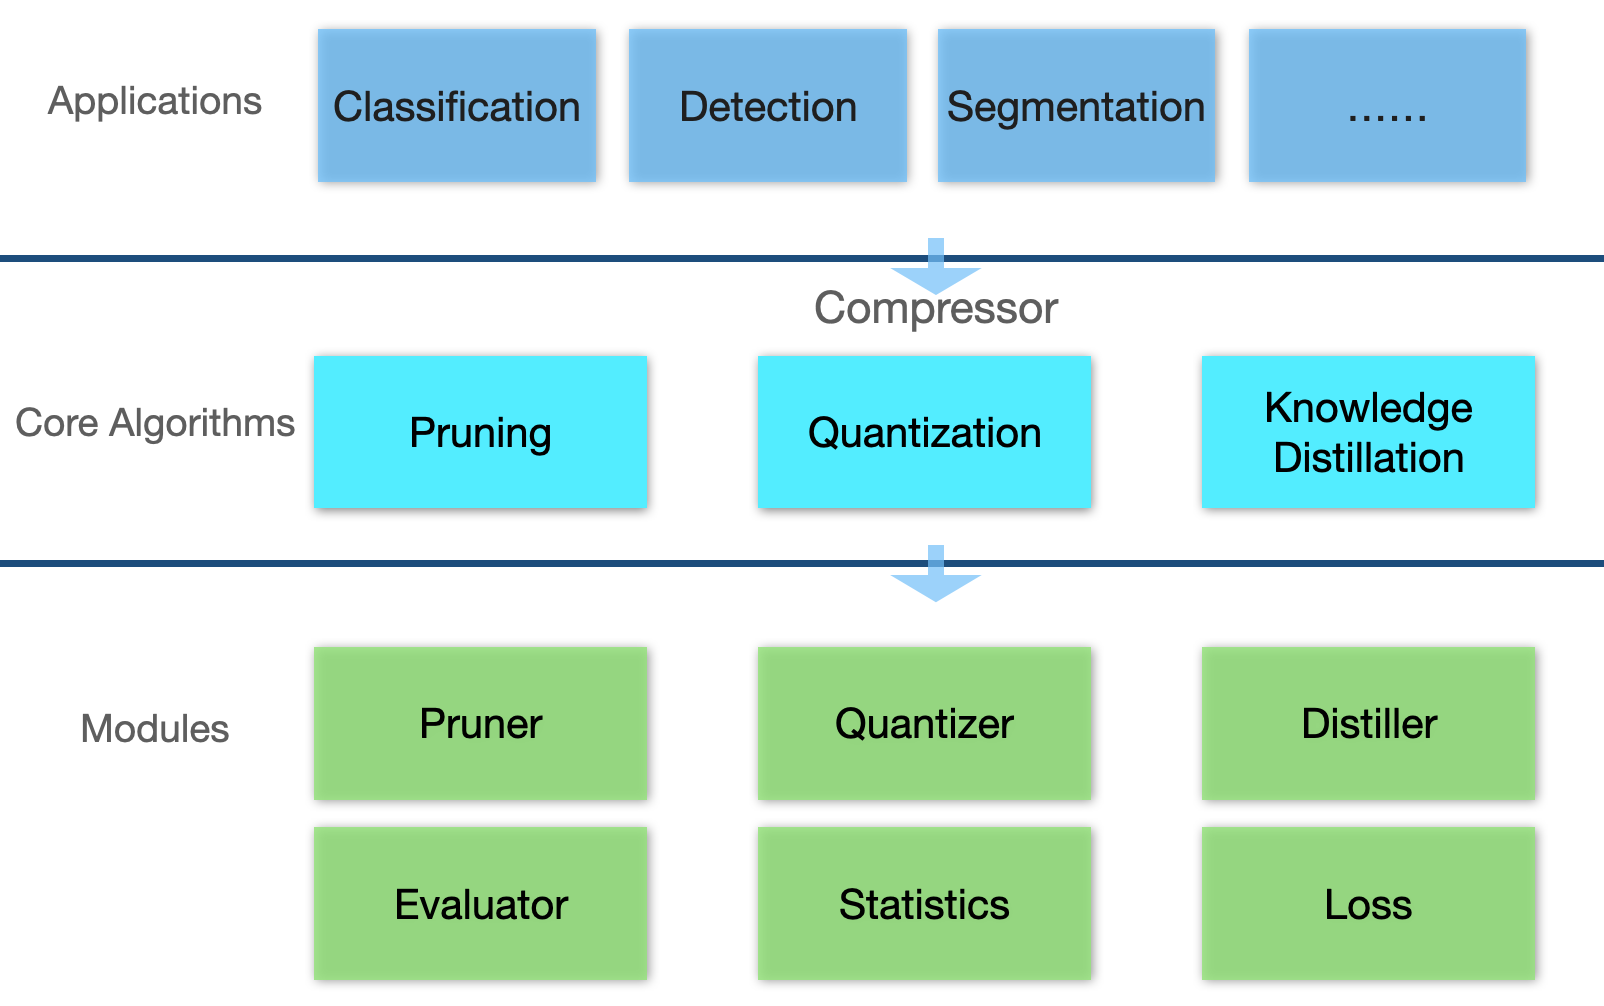 Applications
Classification
Detection
Segmentation
......
Compressor
Core Algorithms
Pruning
Quantization
Knowledge
Distillation
Modules
Pruner
Quantizer
Distiller
Evaluator
Statistics
Loss